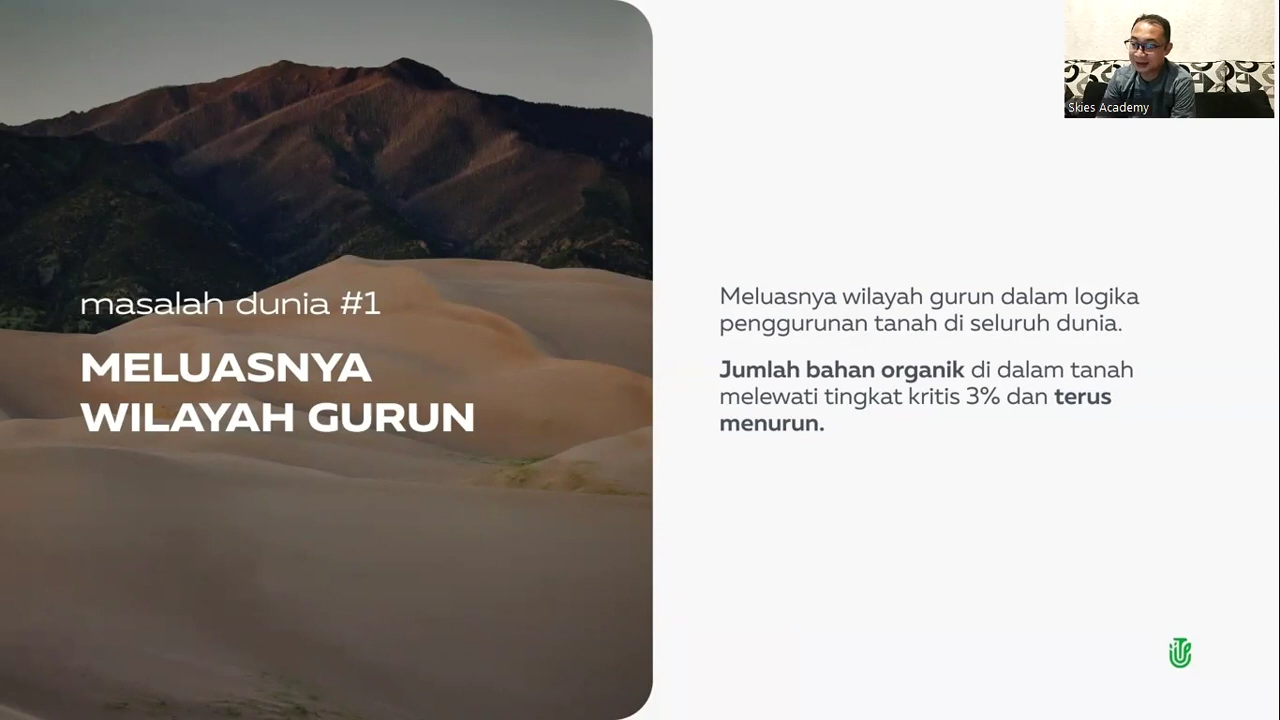 masalah dunia #1
MELUASNYA
WILAYAH GURUN
Meluasnya wilayah gurun dalam logika
penggurunan tanah di seluruh dunia.
Jumlah bahan organik di dalam tanah
melewati tingkat kritis 3% dan terus
menurun.
Skies Academy